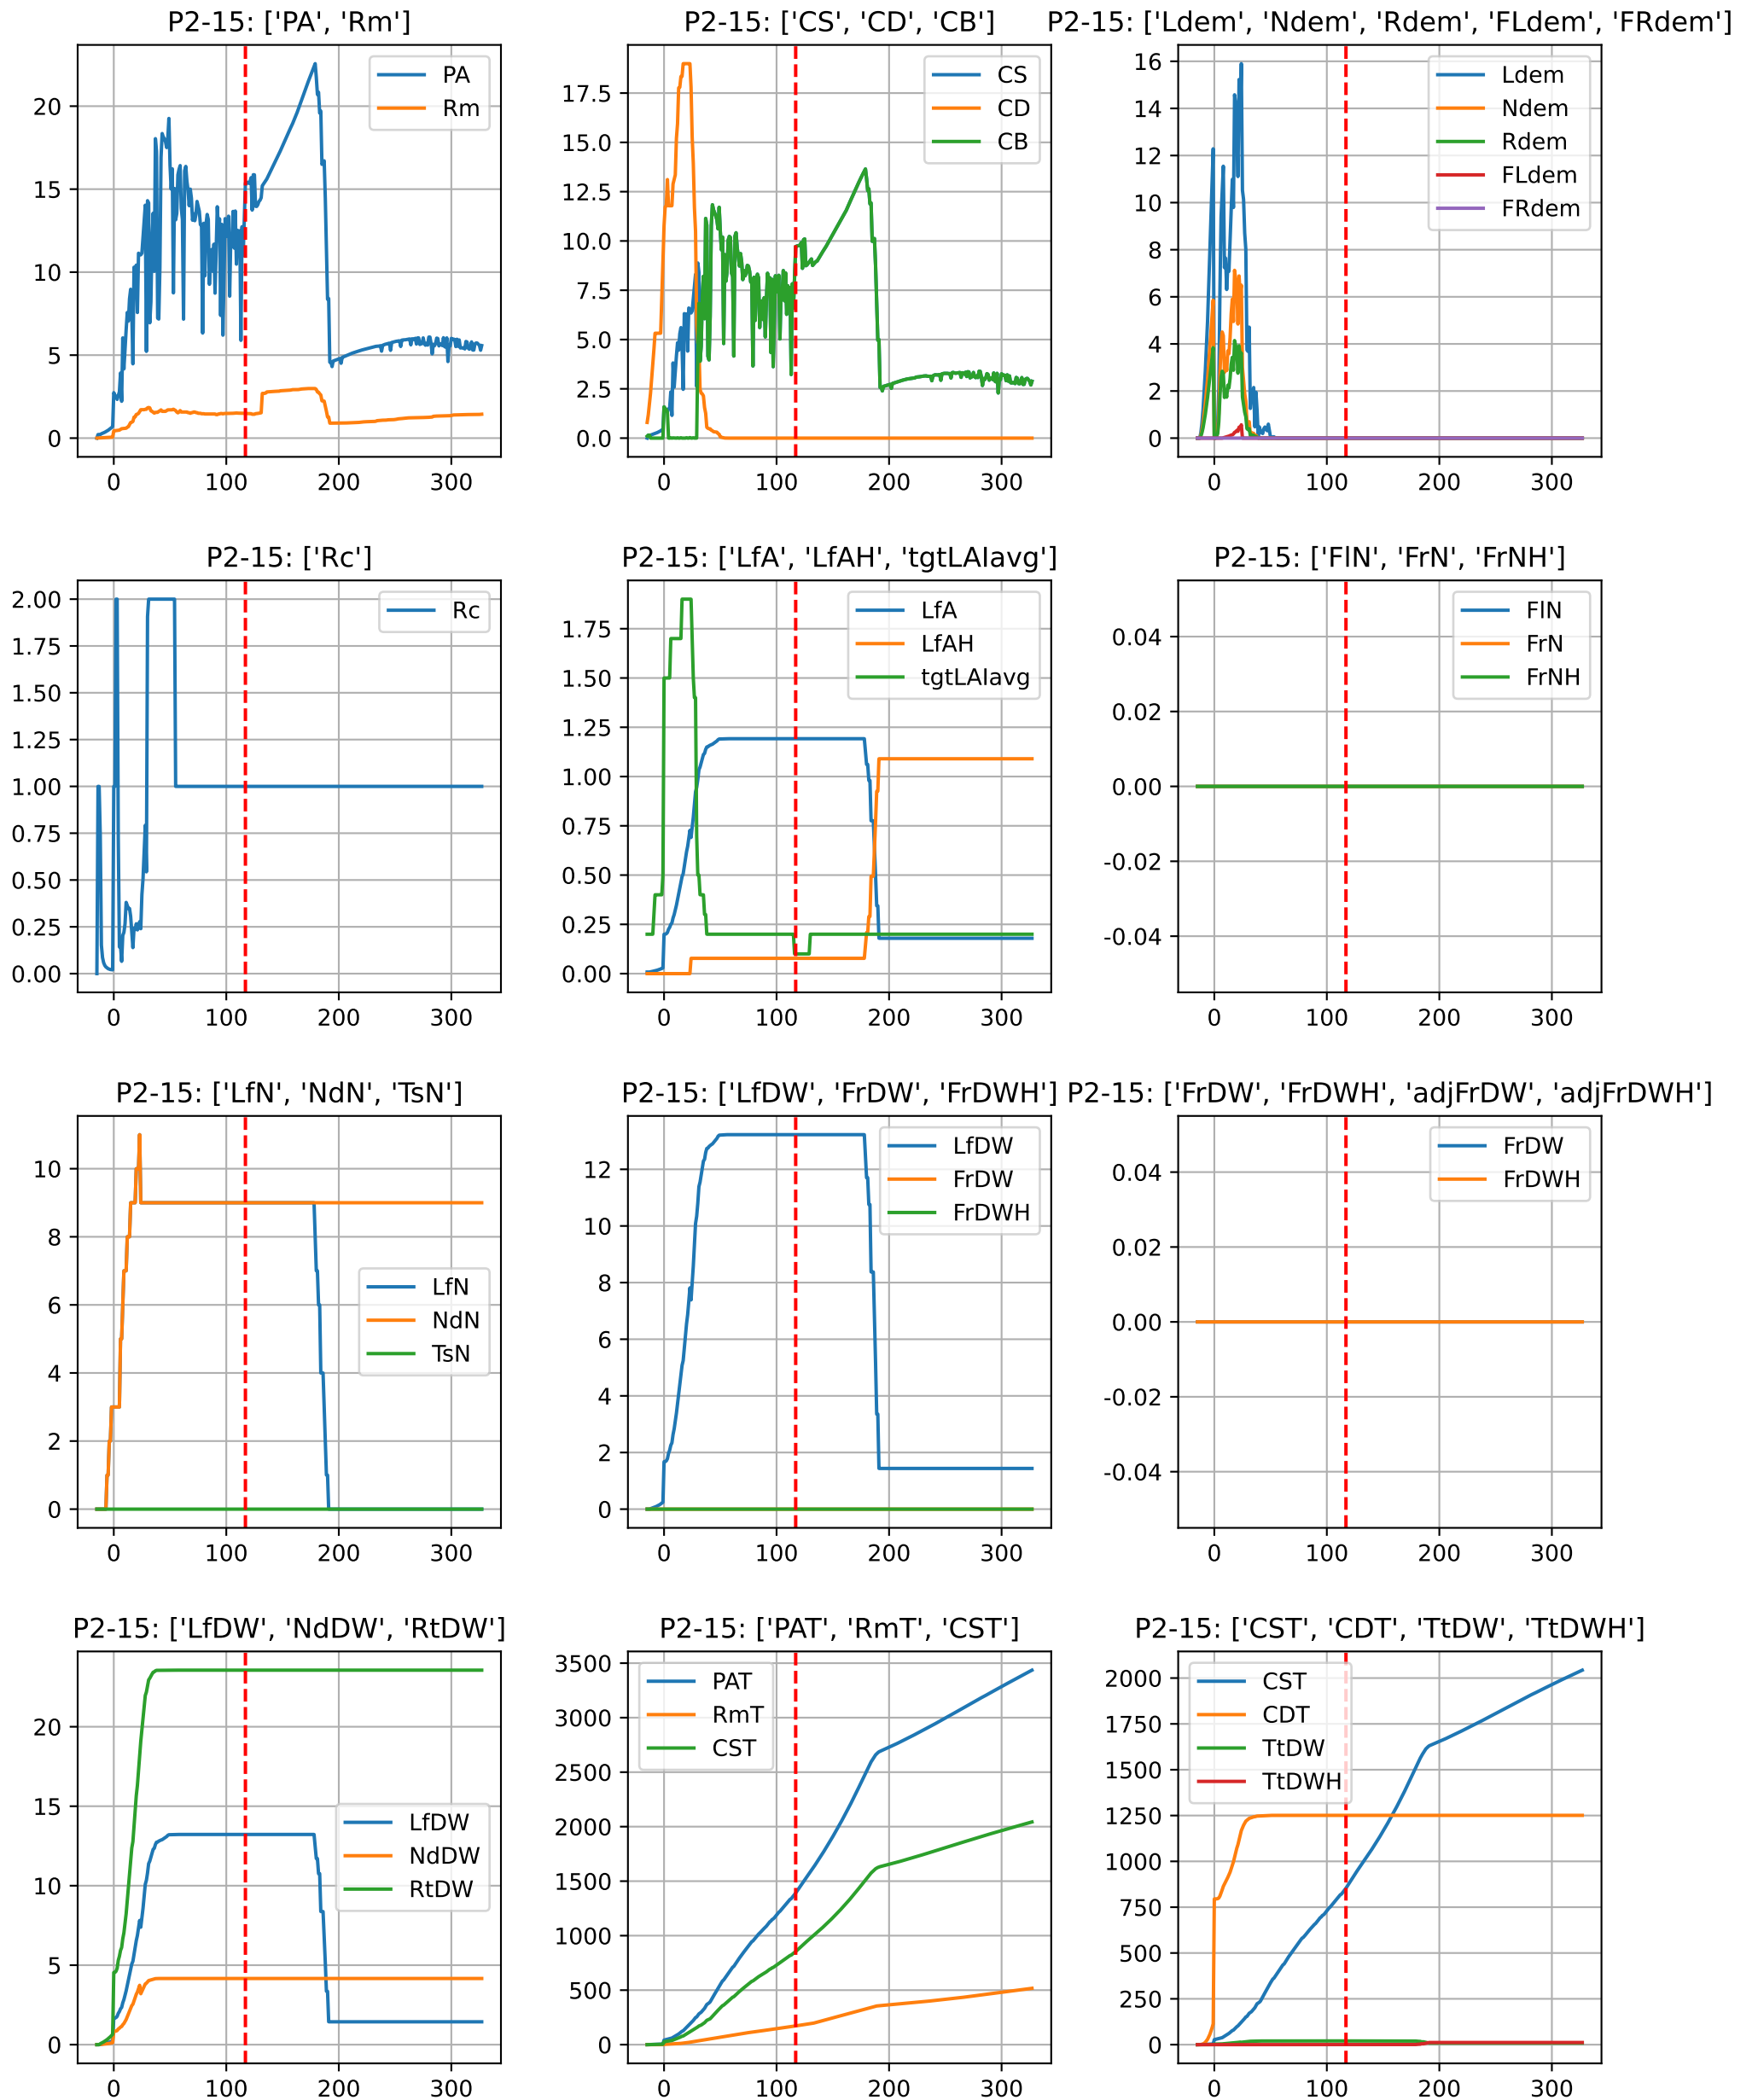 P2-15: ['PA', 'Rm']
20
15
10
5
0
0 100 200 300
PA
Rm
P2-15: ['CS', 'CD', 'CB']
17.5
15.0
12.5
10.0
7.5
5.0
2.5
0.0
0 100 200 300
CS
CD
CB
P2-15: ['Ldem', 'Ndem', 'Rdem', 'FLdem', 'FRdem']
16
14
12
10
8
6
4
2
0
0 100 200 300
Ldem
Ndem
Rdem
FLdem
FRdem
P2-15: ['Rc']
2.00
1.75
1.50
1.25
1.00
0.75
0.50
0.25
0.00
0 100 200 300
Rc
P2-15: ['LfA', 'LfAH', 'tgtLAIavg']
1.75
1.50
1.25
1.00
0.75
0.50
0.25
0.00
0 100 200 300
LfA
LfAH
tgtLAIavg
P2-15: ['FlN', 'FrN', 'FrNH']
0.04
0.02
0.00
-0.02
-0.04
0 100 200 300
FlN
FrN
FrNH
P2-15: ['LfN', 'NdN', 'TsN']
10
8
6
4
2
0
0 100 200 300
LfN
NdN
TsN
P2-15: ['LfDW', 'FrDW', 'FrDWH']
12
10
8
6
4
2
0
0 100 200 300
LfDW
FrDW
FrDWH
P2-15: ['FrDW', 'FrDWH', 'adjFrDW', 'adjFrDWH']
0.04
0.02
0.00
-0.02
-0.04
0 100 200 300
FrDW
FrDWH
P2-15: ['LfDW', 'NdDW', 'RtDW']
20
15
10
5
0
0 100 200 300
LfDW
NdDW
RtDW
P2-15: ['PAT', 'RmT', 'CST']
3500
3000
2500
2000
1500
1000
500
0
0 100 200 300
PAT
RmT
CST
P2-15: ['CST', 'CDT', 'TtDW', 'TtDWH']
2000
1750
1500
1250
1000
750
500
250
0
0 100 200 300
CST
CDT
TtDW
TtDWH